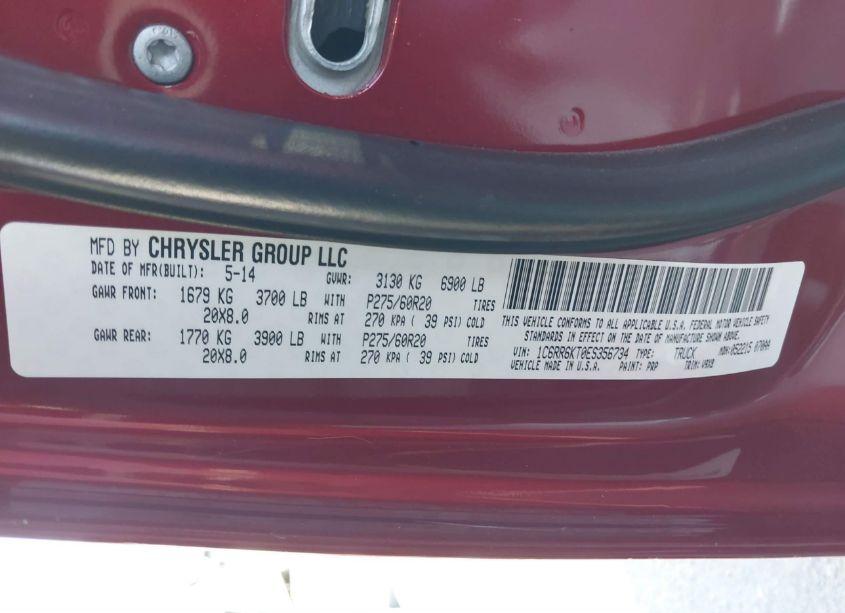 MFD BY CHRYSLER GROUP LLC
DATE OF MFR(BUILT): 5-14 GVWR: 3130 KG 6900 LB
GAWR FRONT: 1679 KG 3700 LB WITH P275/60R20 TIRES
20X8.0 RIMS AT 270 KPA ( 39 PSI) COLD
GAWR REAR: 1770 KG 3900 LB WITH P275/60R20 TIRES
20X8.0 RIMS AT 270 KPA ( 39 PSI) COLD
THIS VEHICLE CONFORMS TO ALL APPLICABLE U.S.A. FEDERAL MOTOR VEHICLE SAFETY
STANDARDS IN EFFECT ON THE DATE OF MANUFACTURE SHOWN ABOVE.
VIN: 1C6RR6KT0ES356734 TYPE: TRUCK MDH:052215 070AA
VEHICLE MADE IN U.S.A. PAINT: PRP TRIM: